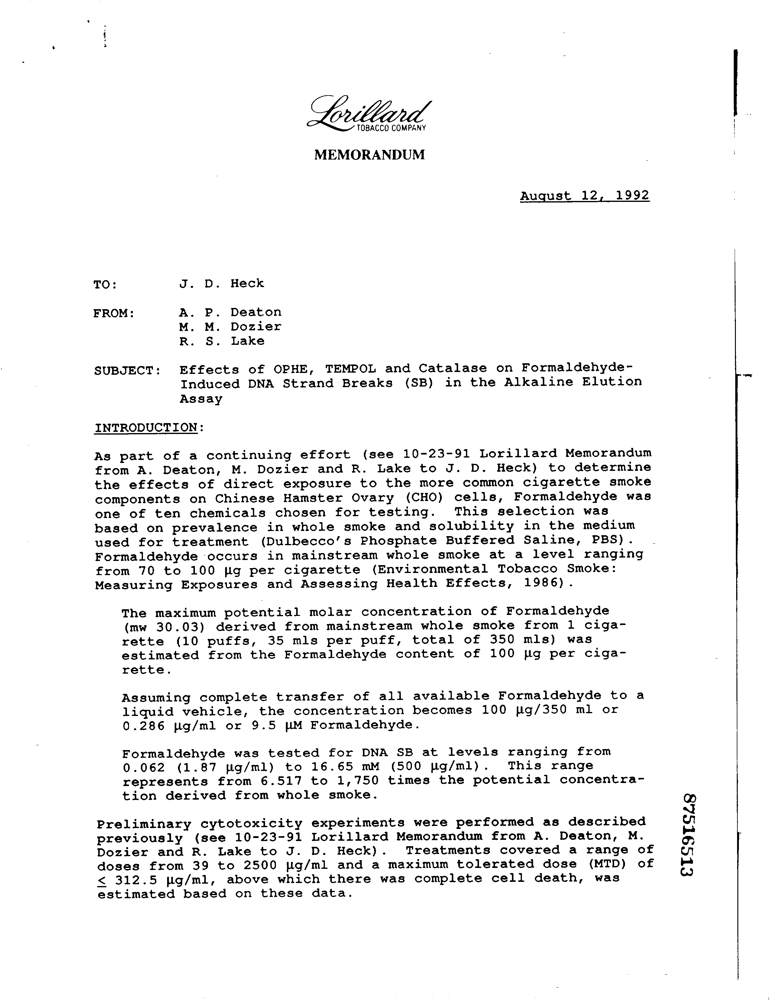 Lorillard
TOBACCO COMPANY
MEMORANDUM
August 12, 1992
TO: J. D. Heck
FROM: A. P. Deaton
M. M. Dozier
R. S. Lake
SUBJECT: Effects of OPHE, TEMPOL and Catalase on Formaldehyde-
Induced DNA Strand Breaks (SB) in the Alkaline Elution
Assay
INTRODUCTION:
As part of a continuing effort (see 10-23-91 Lorillard Memorandum
from A. Deaton, M. Dozier and R. Lake to J. D. Heck) to determine
the effects of direct exposure to the more common cigarette smoke
components on Chinese Hamster Ovary (CHO) cells, Formaldehyde was
one of ten chemicals chosen for testing. This selection was
based on prevalence in whole smoke and solubility in the medium
used for treatment (Dulbecco's Phosphate Buffered Saline, PBS).
Formaldehyde occurs in mainstream whole smoke at a level ranging
from 70 to 100 µg per cigarette (Environmental Tobacco Smoke:
Measuring Exposures and Assessing Health Effects, 1986).
The maximum potential molar concentration of Formaldehyde
(mw 30.03) derived from mainstream whole smoke from 1 ciga-
rette (10 puffs, 35 mls per puff, total of 350 mls) was
estimated from the Formaldehyde content of 100 µg per ciga-
rette.
Assuming complete transfer of all available Formaldehyde to a
liquid vehicle, the concentration becomes 100 µg/350 ml or
0.286 µg/ml or 9.5 µM Formaldehyde.
Formaldehyde was tested for DNA SB at levels ranging from
0.062 (1.87 µg/ml) to 16.65 mM (500 µg/ml). This range
represents from 6.517 to 1,750 times the potential concentra-
tion derived from whole smoke.
Preliminary cytotoxicity experiments were performed as described
previously (see 10-23-91 Lorillard Memorandum from A. Deaton, M.
Dozier and R. Lake to J. D. Heck). Treatments covered a range of
doses from 39 to 2500 µg/ml and a maximum tolerated dose (MTD) of
≤ 312.5 µg/ml, above which there was complete cell death, was
estimated based on these data.
87516513